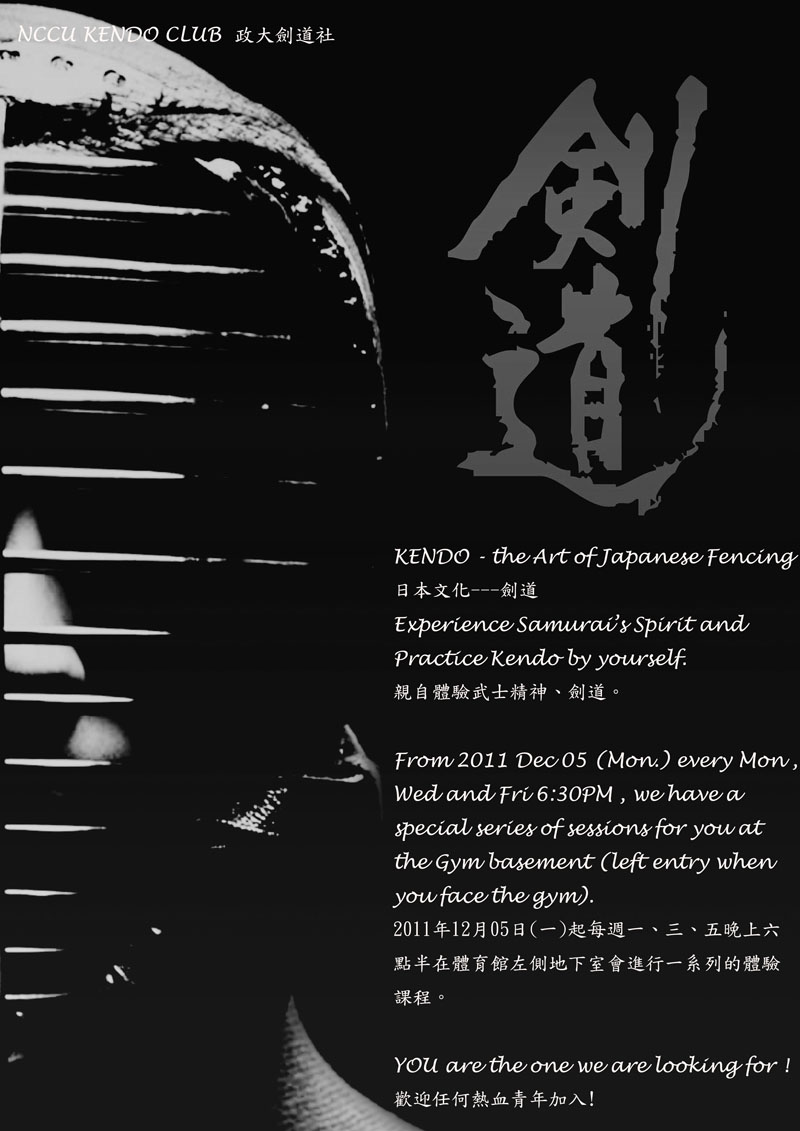 NCCU KENDO CLUB 政大劍道社
劍道
KENDO - the Art of Japanese Fencing
日本文化---劍道
Experience Samurai's Spirit and
Practice Kendo by yourself.
親自體驗武士精神、劍道。
From 2011 Dec 05 (Mon.) every Mon ,
Wed and Fri 6:30PM , we have a
special series of sessions for you at
the Gym basement (left entry when
you face the gym).
2011年12月05日(一)起每週一、三、五晚上六
點半在體育館左側地下室會進行一系列的體驗
課程。
YOU are the one we are looking for !
歡迎任何熱血青年加入!